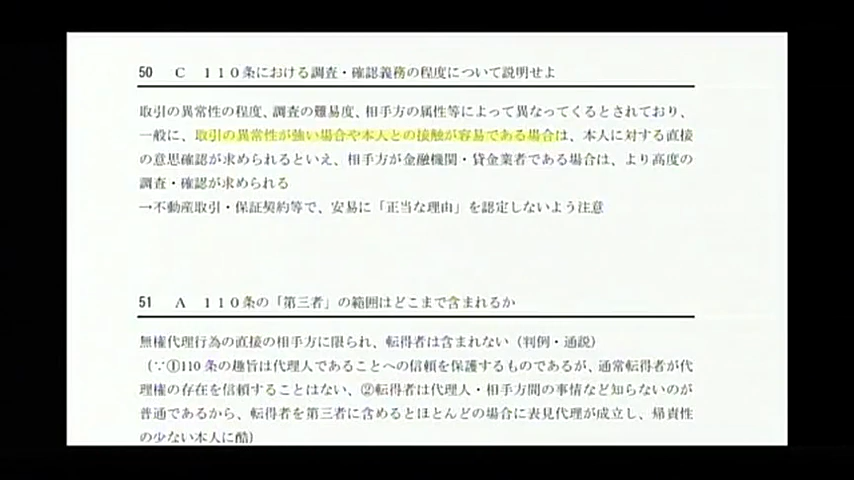 50 C 110条における調査・確認義務の程度について説明せよ
取引の異常性の程度、調査の難易度、相手方の属性等によって異なってくるとされており、
一般に、取引の異常性が強い場合や本人との接触が容易である場合は、本人に対する直接
の意思確認が求められるといえ、相手方が金融機関・貸金業者である場合は、より高度の
調査・確認が求められる
→不動産取引・保証契約等で、安易に「正当な理由」を認定しないよう注意
51 A 110条の「第三者」の範囲はどこまで含まれるか
無権代理行為の直接の相手方に限られ、転得者は含まれない（判例・通説）
（∵①110条の趣旨は代理人であることへの信頼を保護するものであるが、通常転得者が代
理権の存在を信頼することはない、②転得者は代理人・相手方間の事情など知らないのが
普通であるから、転得者を第三者に含めるとほとんどの場合に表見代理が成立し、帰責性
の少ない本人に酷）